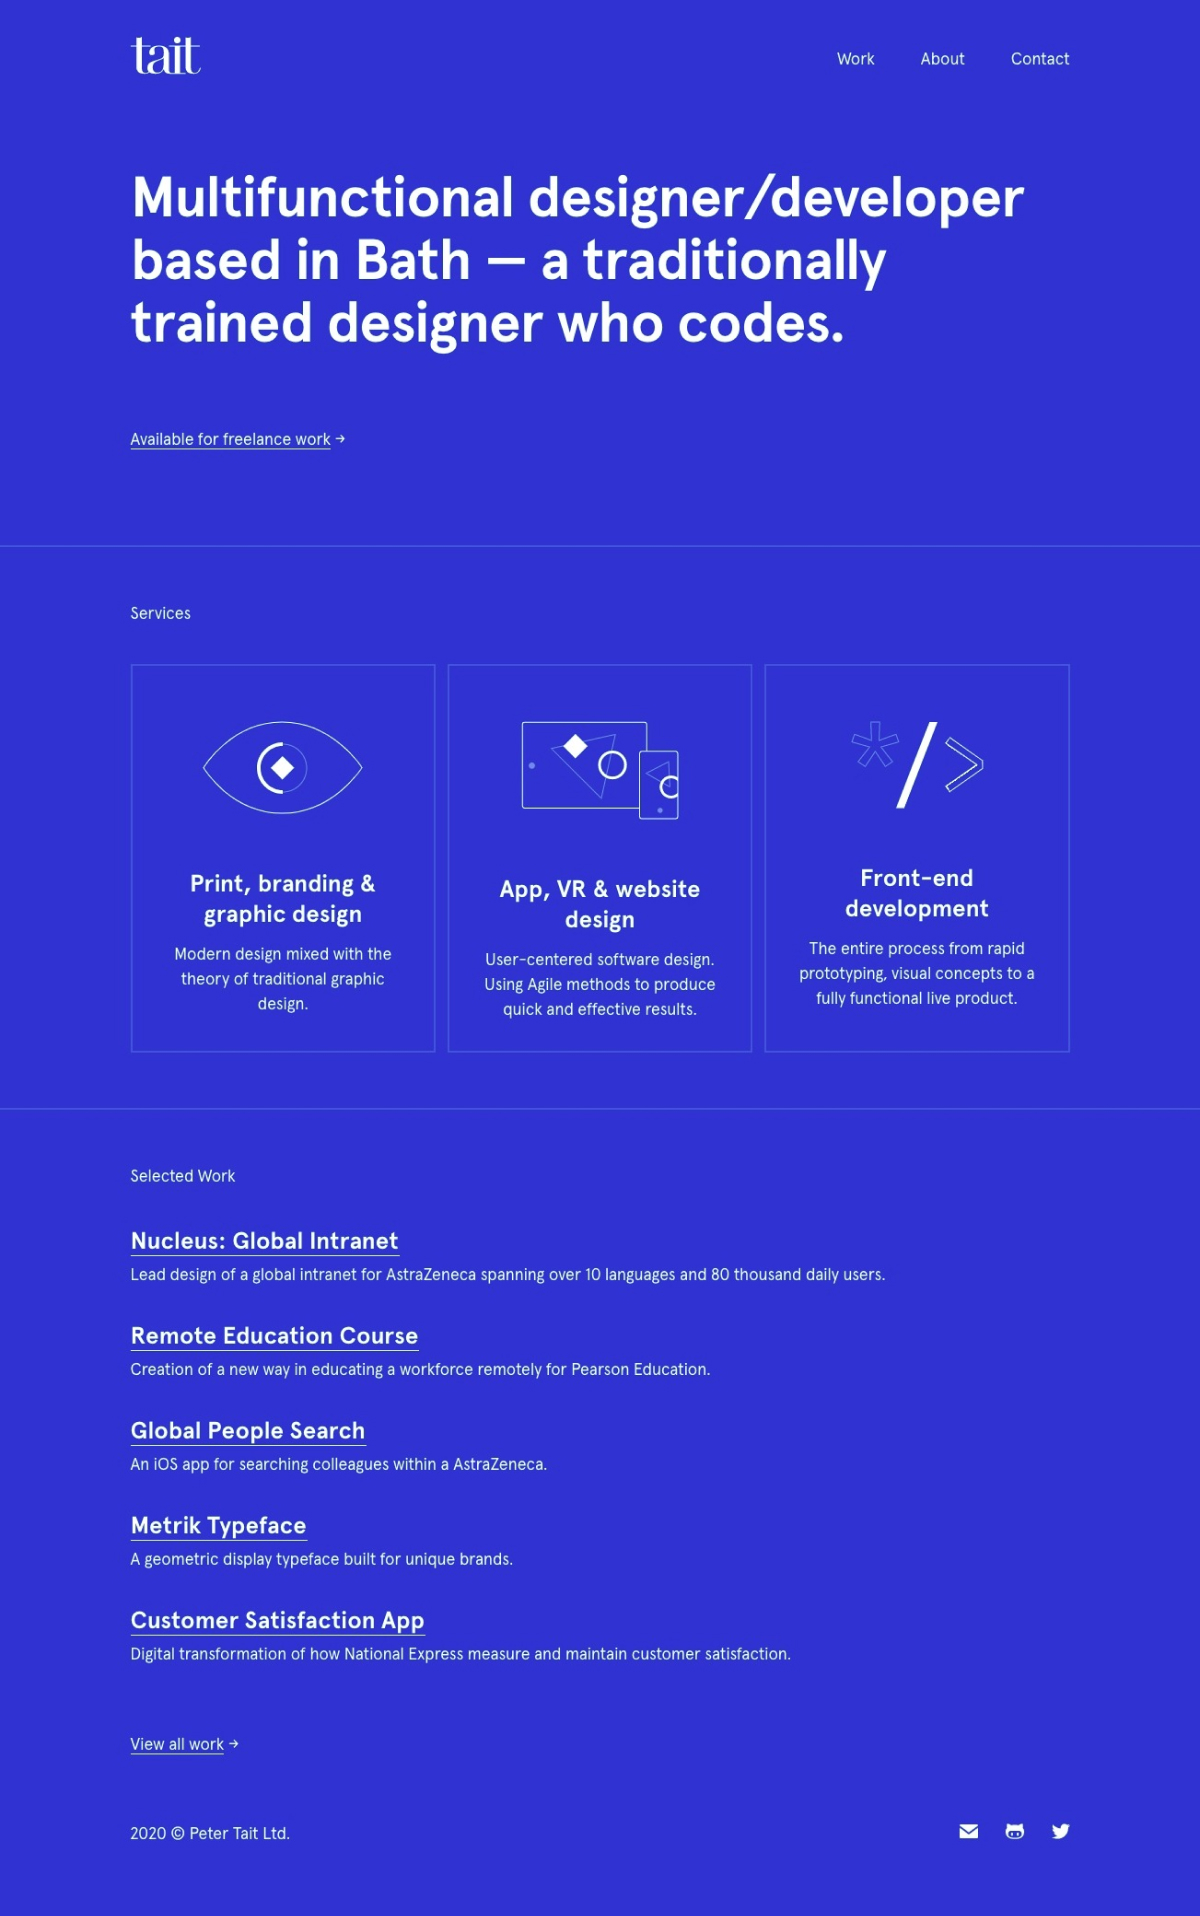 tait
Work
About
Contact
Multifunctional designer/developer
based in Bath — a traditionally
trained designer who codes.
Available for freelance work →
Services
*/>
Print, branding &
graphic design
Modern design mixed with the
theory of traditional graphic
design.
App, VR & website
design
User-centered software design.
Using Agile methods to produce
quick and effective results.
Front-end
development
The entire process from rapid
prototyping, visual concepts to a
fully functional live product.
Selected Work
Nucleus: Global Intranet
Lead design of a global intranet for AstraZeneca spanning over 10 languages and 80 thousand daily users.
Remote Education Course
Creation of a new way in educating a workforce remotely for Pearson Education.
Global People Search
An iOS app for searching colleagues within a AstraZeneca.
Metrik Typeface
A geometric display typeface built for unique brands.
Customer Satisfaction App
Digital transformation of how National Express measure and maintain customer satisfaction.
View all work →
2020 © Peter Tait Ltd.